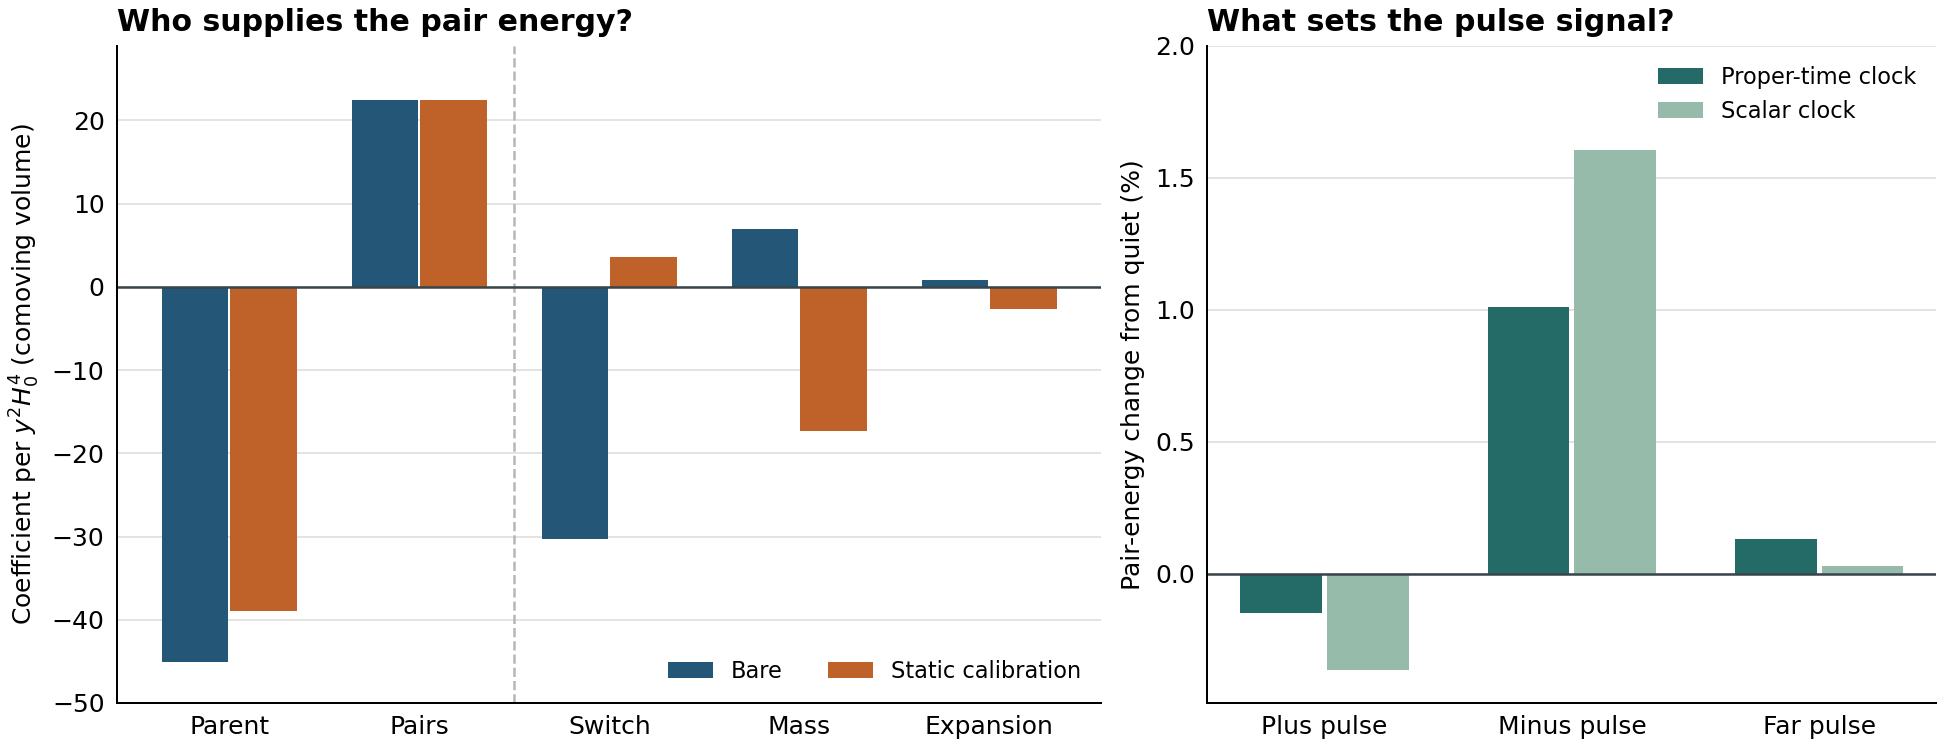 Who supplies the pair energy?
Coefficient per $y^2H_0^4$ (comoving volume)
20
10
0
−10
−20
−30
−40
−50
Parent
Pairs
Switch
Mass
Expansion
Bare
Static calibration
What sets the pulse signal?
Pair-energy change from quiet (%)
2.0
1.5
1.0
0.5
0.0
Proper-time clock
Scalar clock
Plus pulse
Minus pulse
Far pulse